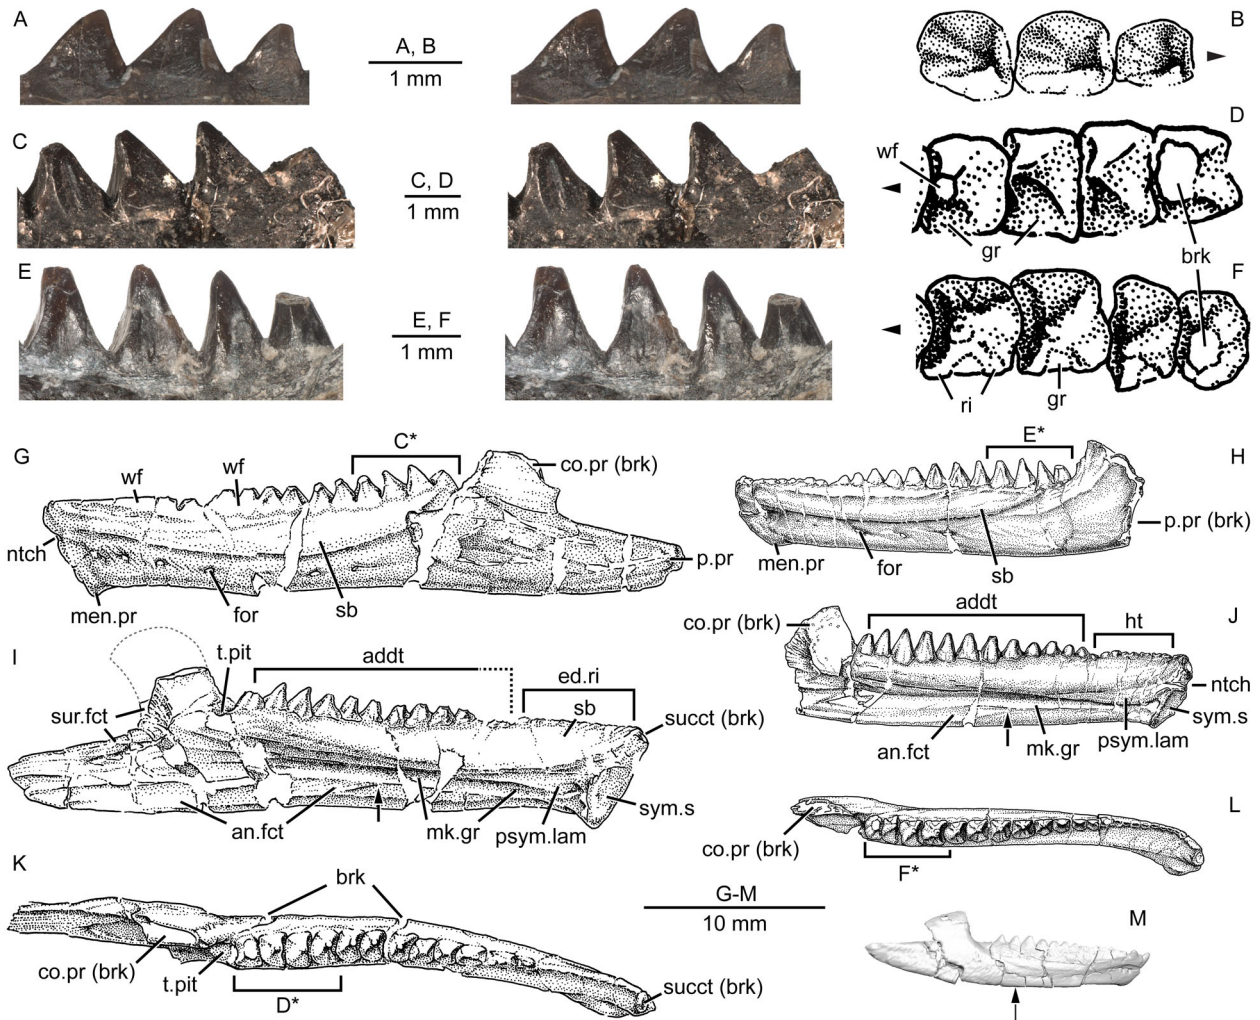 A
A, B
1 mm
B
C
C, D
1 mm
D
wf
gr
brk
E
E, F
1 mm
F
ri
gr
G
C*
wf
wf
co.pr (brk)
ntch
p.pr
men.pr
for
sb
H
E*
p.pr (brk)
men.pr
for
sb
I
t.pit
addt
ed.ri
sb
sur.fct
succt (brk)
an.fct
mk.gr
psym.lam
sym.s
J
co.pr (brk)
addt
ht
ntch
sym.s
an.fct
mk.gr
psym.lam
K
brk
co.pr (brk)
t.pit
D*
succt (brk)
G-M
10 mm
L
co.pr (brk)
F*
M